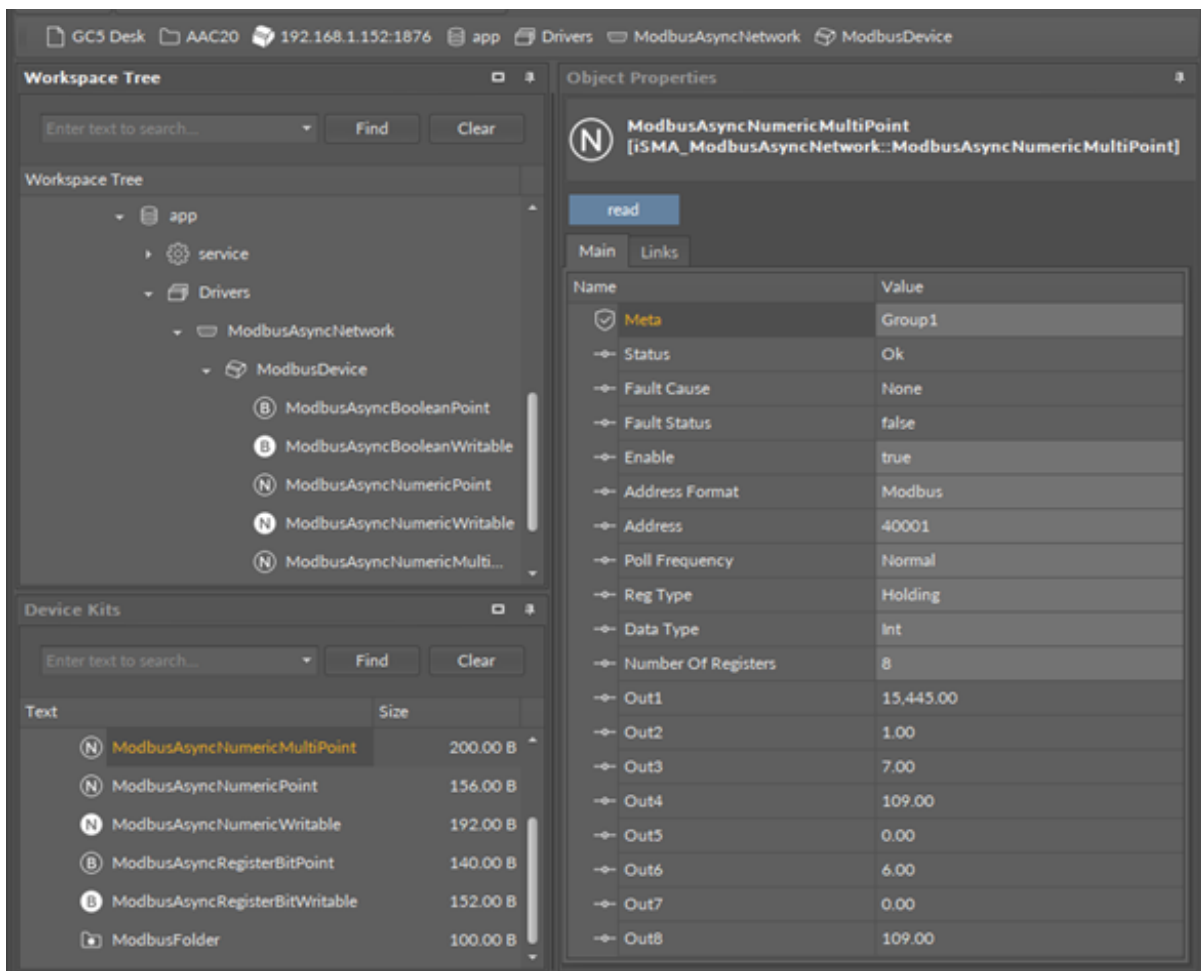 GC5 Desk AAC20 192.168.1.152:1876 app Drivers ModbusAsyncNetwork ModbusDevice
Workspace Tree
Enter text to search... Find Clear
Workspace Tree
app
service
Drivers
ModbusAsyncNetwork
ModbusDevice
B ModbusAsyncBooleanPoint
B ModbusAsyncBooleanWritable
N ModbusAsyncNumericPoint
N ModbusAsyncNumericWritable
N ModbusAsyncNumericMulti...
Device Kits
Enter text to search... Find Clear
Text Size
N ModbusAsyncNumericMultiPoint 200.00 B
N ModbusAsyncNumericPoint 156.00 B
N ModbusAsyncNumericWritable 192.00 B
B ModbusAsyncRegisterBitPoint 140.00 B
B ModbusAsyncRegisterBitWritable 152.00 B
ModbusFolder 100.00 B
Object Properties
N ModbusAsyncNumericMultiPoint
[iSMA_ModbusAsyncNetwork::ModbusAsyncNumericMultiPoint]
read
Main Links
Name Value
Meta Group1
Status Ok
Fault Cause None
Fault Status false
Enable true
Address Format Modbus
Address 40001
Poll Frequency Normal
Reg Type Holding
Data Type Int
Number Of Registers 8
Out1 15,445.00
Out2 1.00
Out3 7.00
Out4 109.00
Out5 0.00
Out6 6.00
Out7 0.00
Out8 109.00